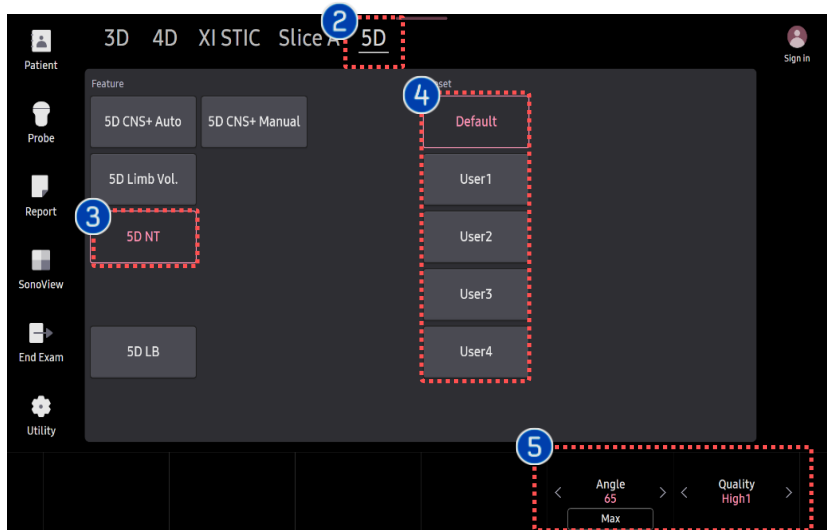 2
3D 4D XI STIC Slice A 5D
Patient
Sign in
Feature
4
5D CNS+ Auto 5D CNS+ Manual
Default
Probe
5D Limb Vol.
User1
Report
3
5D NT
User2
SonoView
User3
End Exam
5D LB
User4
Utility
5
Angle
65
Max
Quality
High1